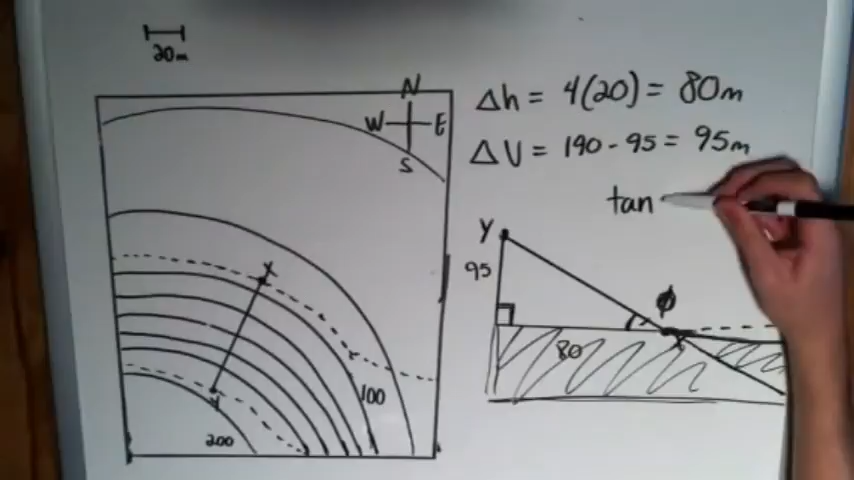 20m
N
W E
S
X
Y
100
200
Δh = 4(20) = 80m
ΔV = 190 - 95 = 95m
tan
Y
95
φ
80
X